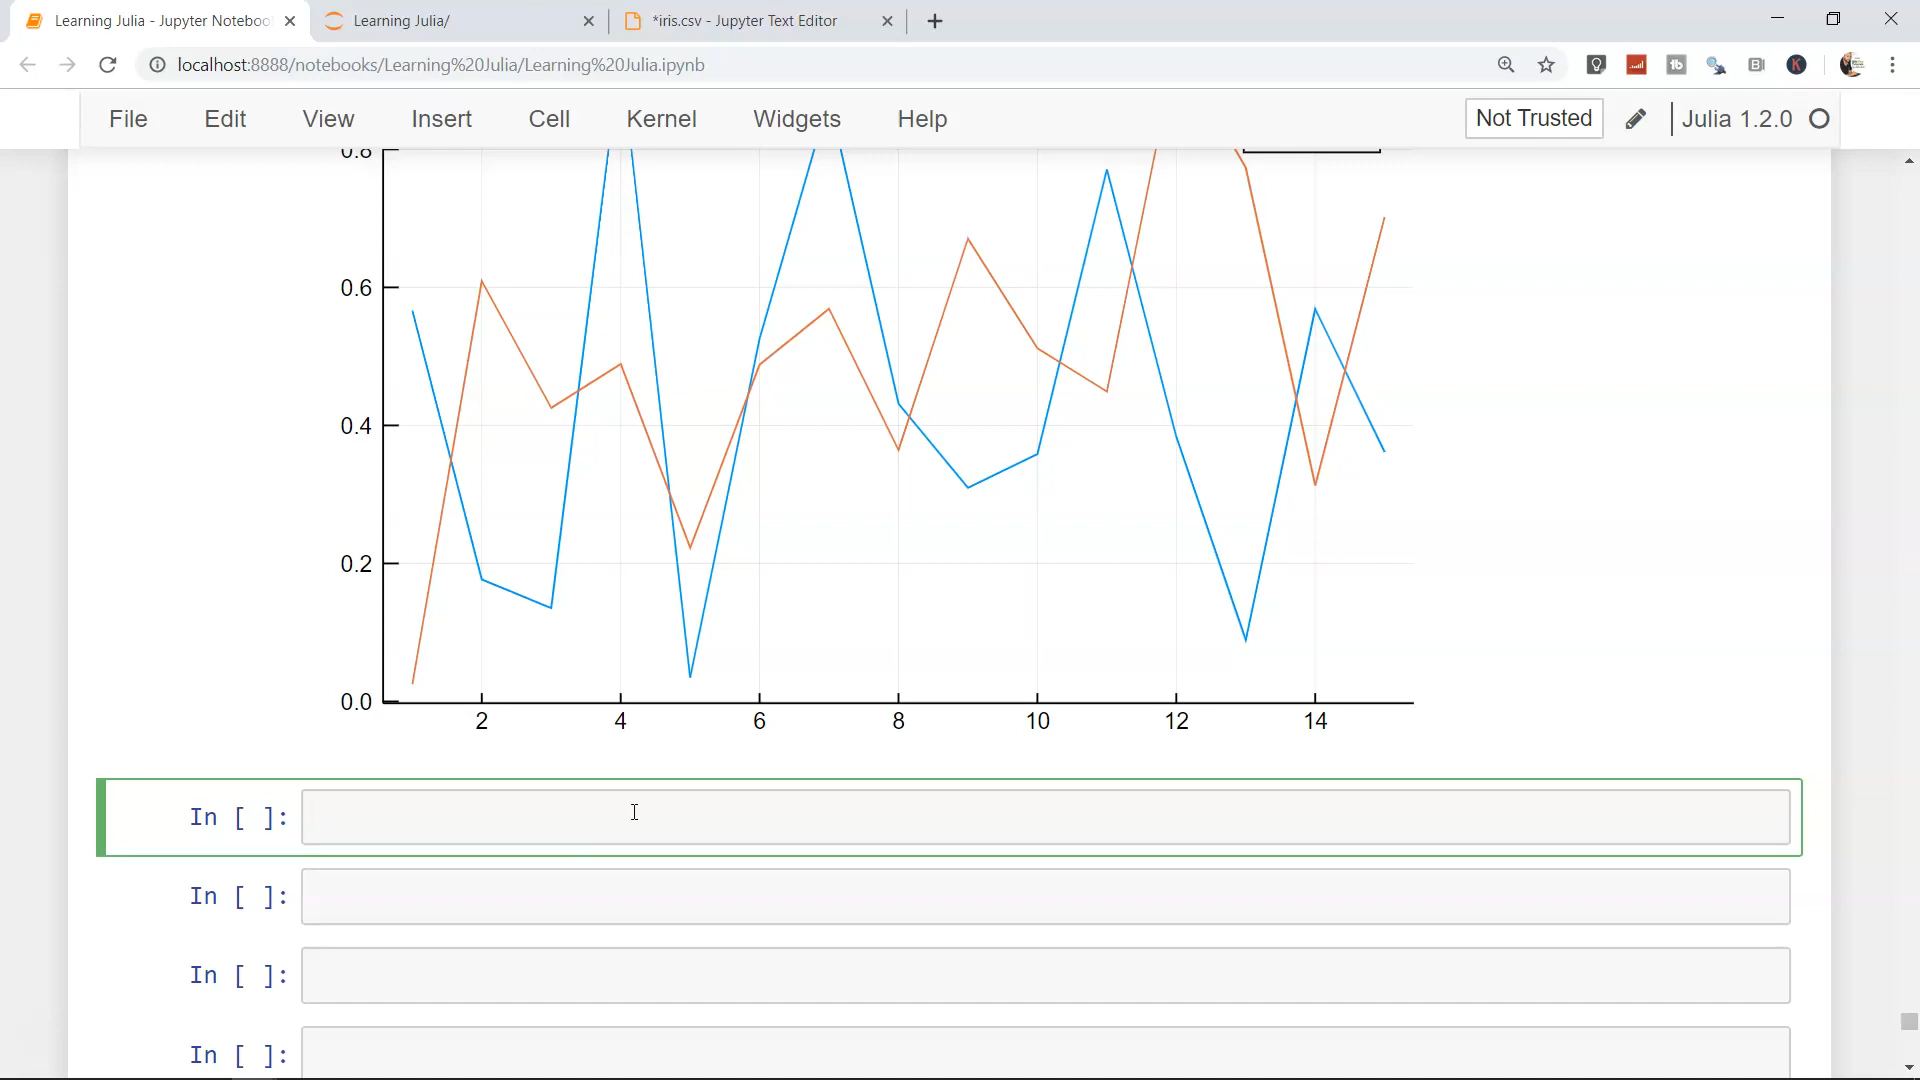 Learning Julia - Jupyter Noteboo
Learning Julia/
*iris.csv - Jupyter Text Editor
localhost:8888/notebooks/Learning%20Julia/Learning%20Julia.ipynb
File Edit View Insert Cell Kernel Widgets Help Not Trusted Julia 1.2.0
0.8
0.6
0.4
0.2
0.0
2 4 6 8 10 12 14
In [ ]:
In [ ]:
In [ ]:
In [ ]: